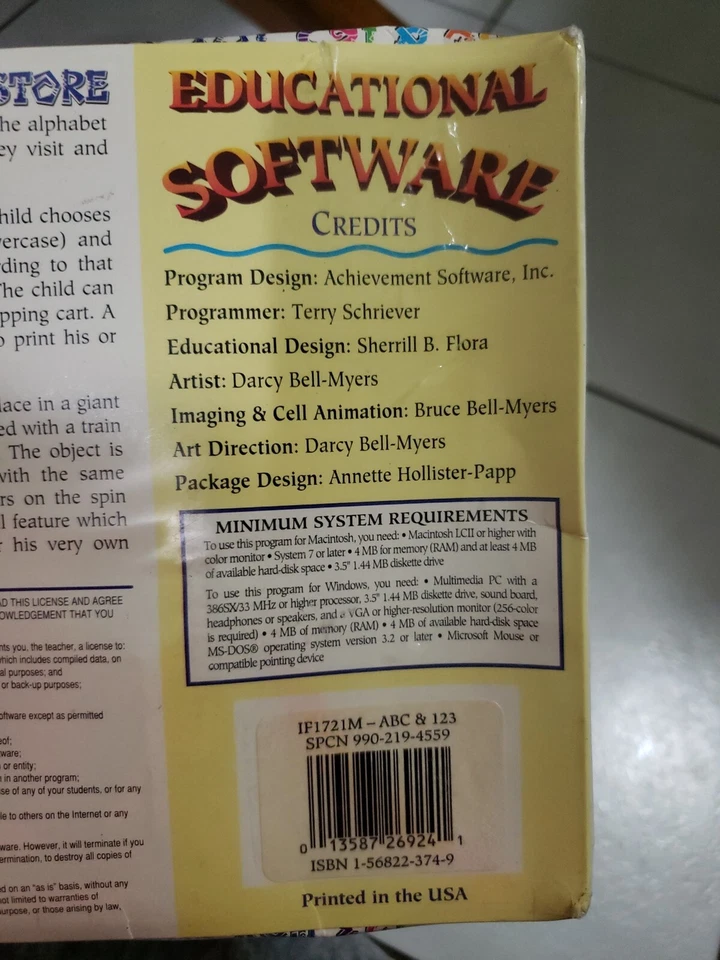 STORE
he alphabet
ey visit and
hild chooses
ercase) and
ding to that
The child can
pping cart. A
print his or
lace in a giant
ed with a train
The object is
with the same
rs on the spin
l feature which
his very own
AD THIS LICENSE AND AGREE
OWLEDGEMENT THAT YOU
nts you, the teacher, a license to:
hich includes compiled data, on
al purposes; and
or back-up purposes;
oftware except as permitted
eof;
ware;
or entity;
in another program;
se of any of your students, or for any
le to others on the Internet or any
ware. However, it will terminate if you
ermination, to destroy all copies of
d on an "as is" basis, without any
not limited to warranties of
urpose, or those arising by law,
EDUCATIONAL
SOFTWARE
CREDITS
Program Design: Achievement Software, Inc.
Programmer: Terry Schriever
Educational Design: Sherrill B. Flora
Artist: Darcy Bell-Myers
Imaging & Cell Animation: Bruce Bell-Myers
Art Direction: Darcy Bell-Myers
Package Design: Annette Hollister-Papp
MINIMUM SYSTEM REQUIREMENTS
To use this program for Macintosh, you need: • Macintosh LCII or higher with
color monitor • System 7 or later • 4 MB for memory (RAM) and at least 4 MB
of available hard-disk space • 3.5" 1.44 MB diskette drive
To use this program for Windows, you need: • Multimedia PC with a
386SX/33 MHz or higher processor, 3.5" 1.44 MB diskette drive, sound board,
headphones or speakers, and a VGA or higher-resolution monitor (256-color
is required) • 4 MB of memory (RAM) • 4 MB of available hard-disk space
MS-DOS® operating system version 3.2 or later • Microsoft Mouse or
compatible pointing device
IF1721M – ABC & 123
SPCN 990-219-4559
0 13587 26924 1
ISBN 1-56822-374-9
Printed in the USA